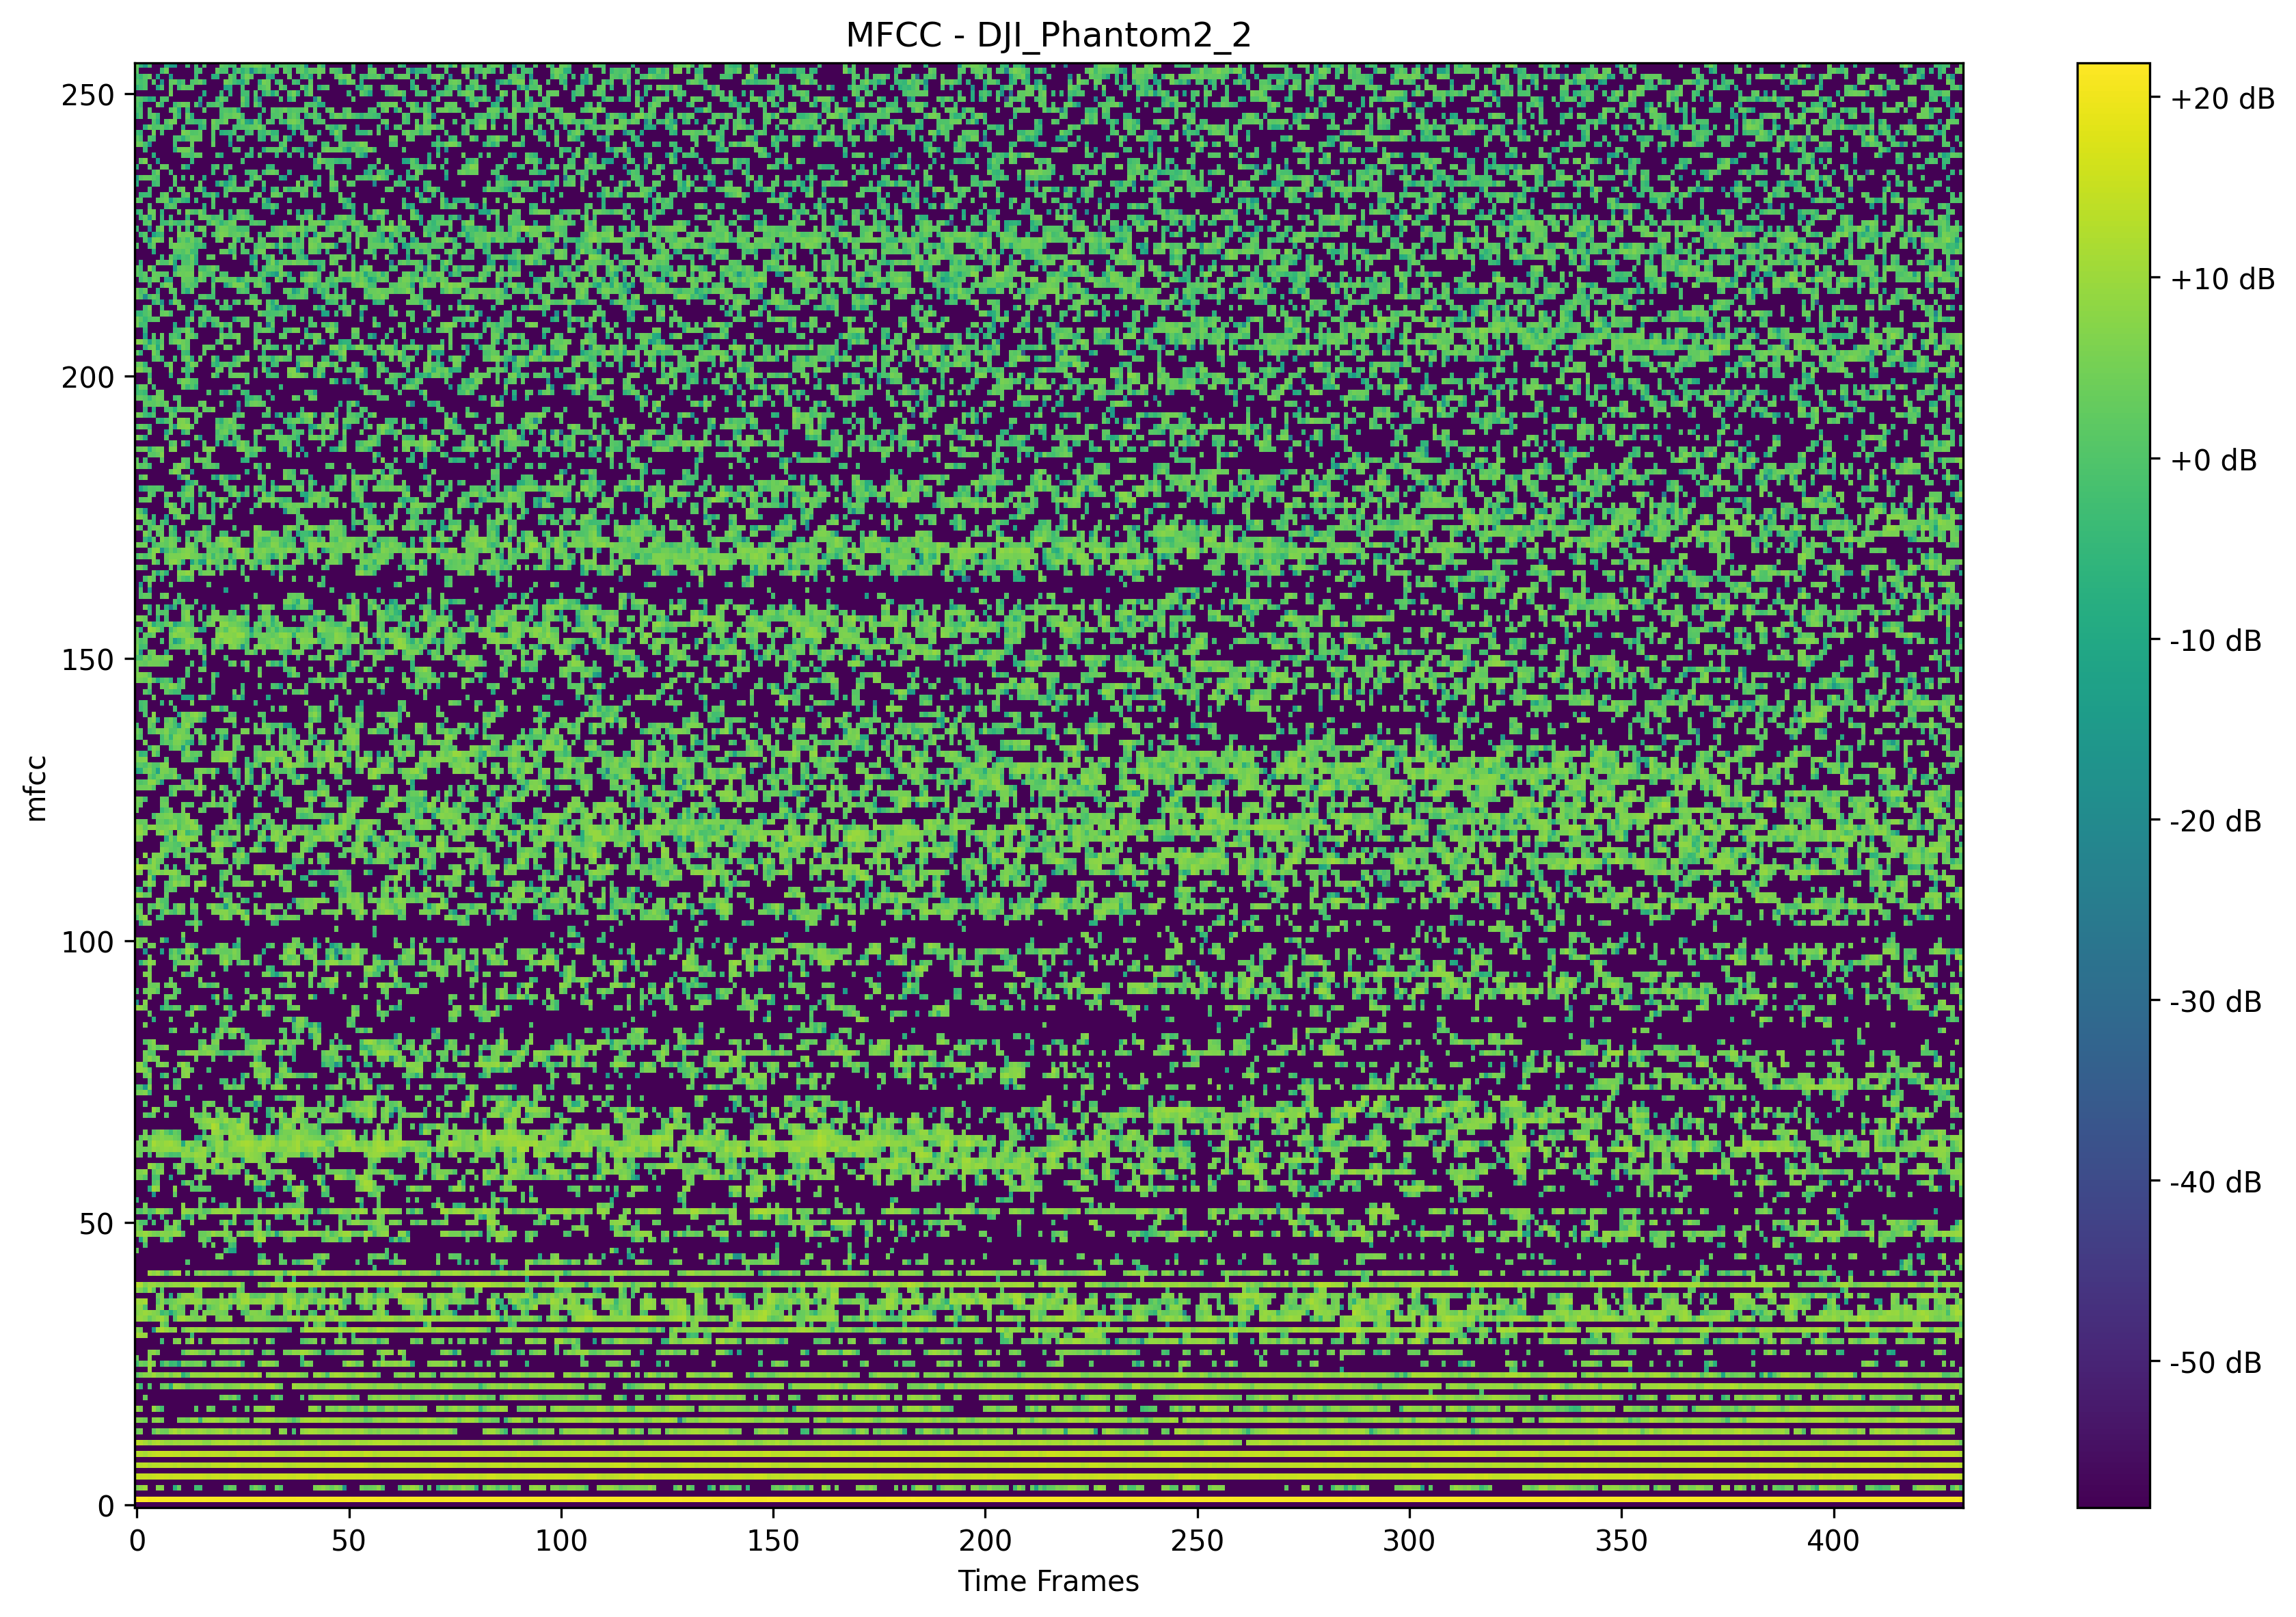 MFCC - DJI_Phantom2_2
250
200
150
100
50
0
mfcc
0 50 100 150 200 250 300 350 400
Time Frames
+20 dB
+10 dB
+0 dB
-10 dB
-20 dB
-30 dB
-40 dB
-50 dB